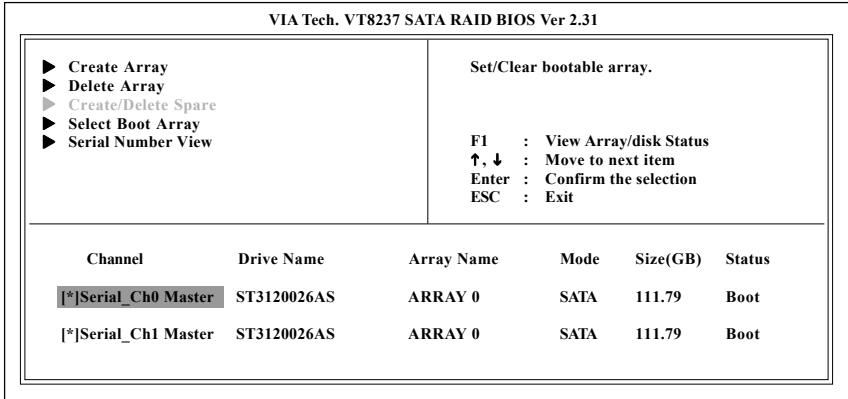 VIA Tech. VT8237 SATA RAID BIOS Ver 2.31
Create Array
Delete Array
Create/Delete Spare
Select Boot Array
Serial Number View
Set/Clear bootable array.
F1 : View Array/disk Status
↑, ↓ : Move to next item
Enter : Confirm the selection
ESC : Exit
Channel Drive Name Array Name Mode Size(GB) Status
[*]Serial_Ch0 Master ST3120026AS ARRAY 0 SATA 111.79 Boot
[*]Serial_Ch1 Master ST3120026AS ARRAY 0 SATA 111.79 Boot